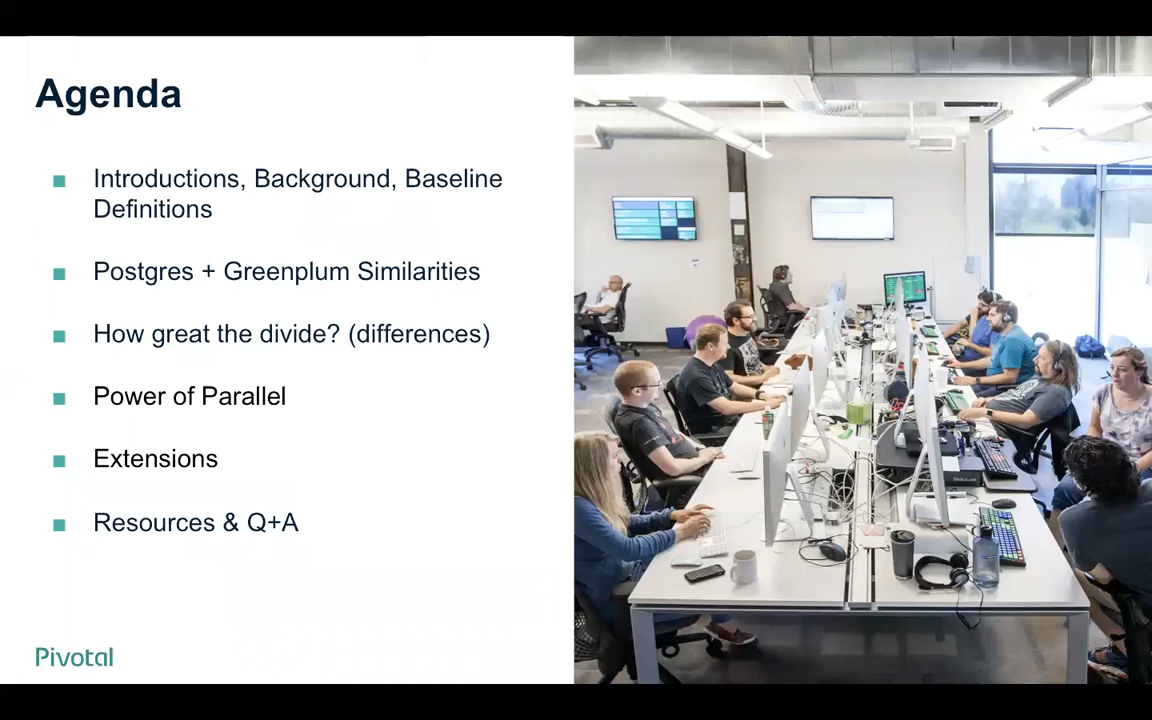 Agenda
Introductions, Background, Baseline
Definitions
Postgres + Greenplum Similarities
How great the divide? (differences)
Power of Parallel
Extensions
Resources & Q+A
Pivotal